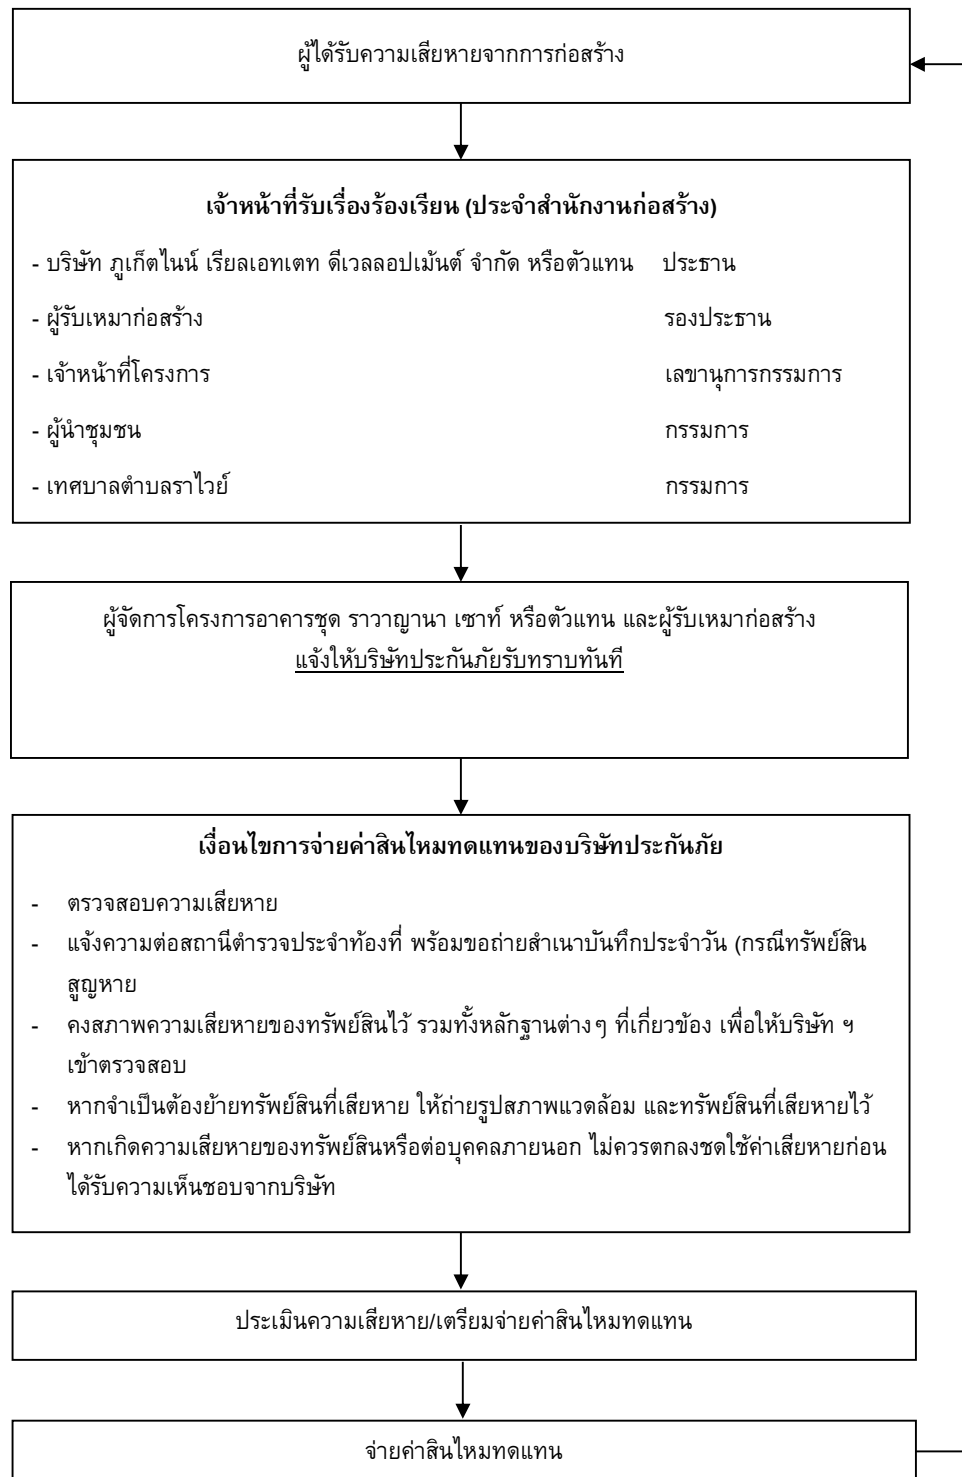 ผู้ได้รับความเสียหายจากการก่อสร้าง
เจ้าหน้าที่รับเรื่องร้องเรียน (ประจำสำนักงานก่อสร้าง)
- บริษัท ภูเก็ตไนน์ เรียลเอทเตท ดีเวลลอปเม้นต์ จำกัด หรือตัวแทน ประธาน
- ผู้รับเหมาก่อสร้าง รองประธาน
- เจ้าหน้าที่โครงการ เลขานุการกรรมการ
- ผู้นำชุมชน กรรมการ
- เทศบาลตำบลราไวย์ กรรมการ
ผู้จัดการโครงการอาคารชุด ราวาญานา เซาท์ หรือตัวแทน และผู้รับเหมาก่อสร้าง
แจ้งให้บริษัทประกันภัยรับทราบทันที
เงื่อนไขการจ่ายค่าสินไหมทดแทนของบริษัทประกันภัย
- ตรวจสอบความเสียหาย
- แจ้งความต่อสถานีตำรวจประจำท้องที่ พร้อมขอถ่ายสำเนาบันทึกประจำวัน (กรณีทรัพย์สิน
สูญหาย
- คงสภาพความเสียหายของทรัพย์สินไว้ รวมทั้งหลักฐานต่างๆ ที่เกี่ยวข้อง เพื่อให้บริษัท ฯ
เข้าตรวจสอบ
- หากจำเป็นต้องย้ายทรัพย์สินที่เสียหาย ให้ถ่ายรูปสภาพแวดล้อม และทรัพย์สินที่เสียหายไว้
- หากเกิดความเสียหายของทรัพย์สินหรือต่อบุคคลภายนอก ไม่ควรตกลงชดใช้ค่าเสียหายก่อน
ได้รับความเห็นชอบจากบริษัท
ประเมินความเสียหาย/เตรียมจ่ายค่าสินไหมทดแทน
จ่ายค่าสินไหมทดแทน